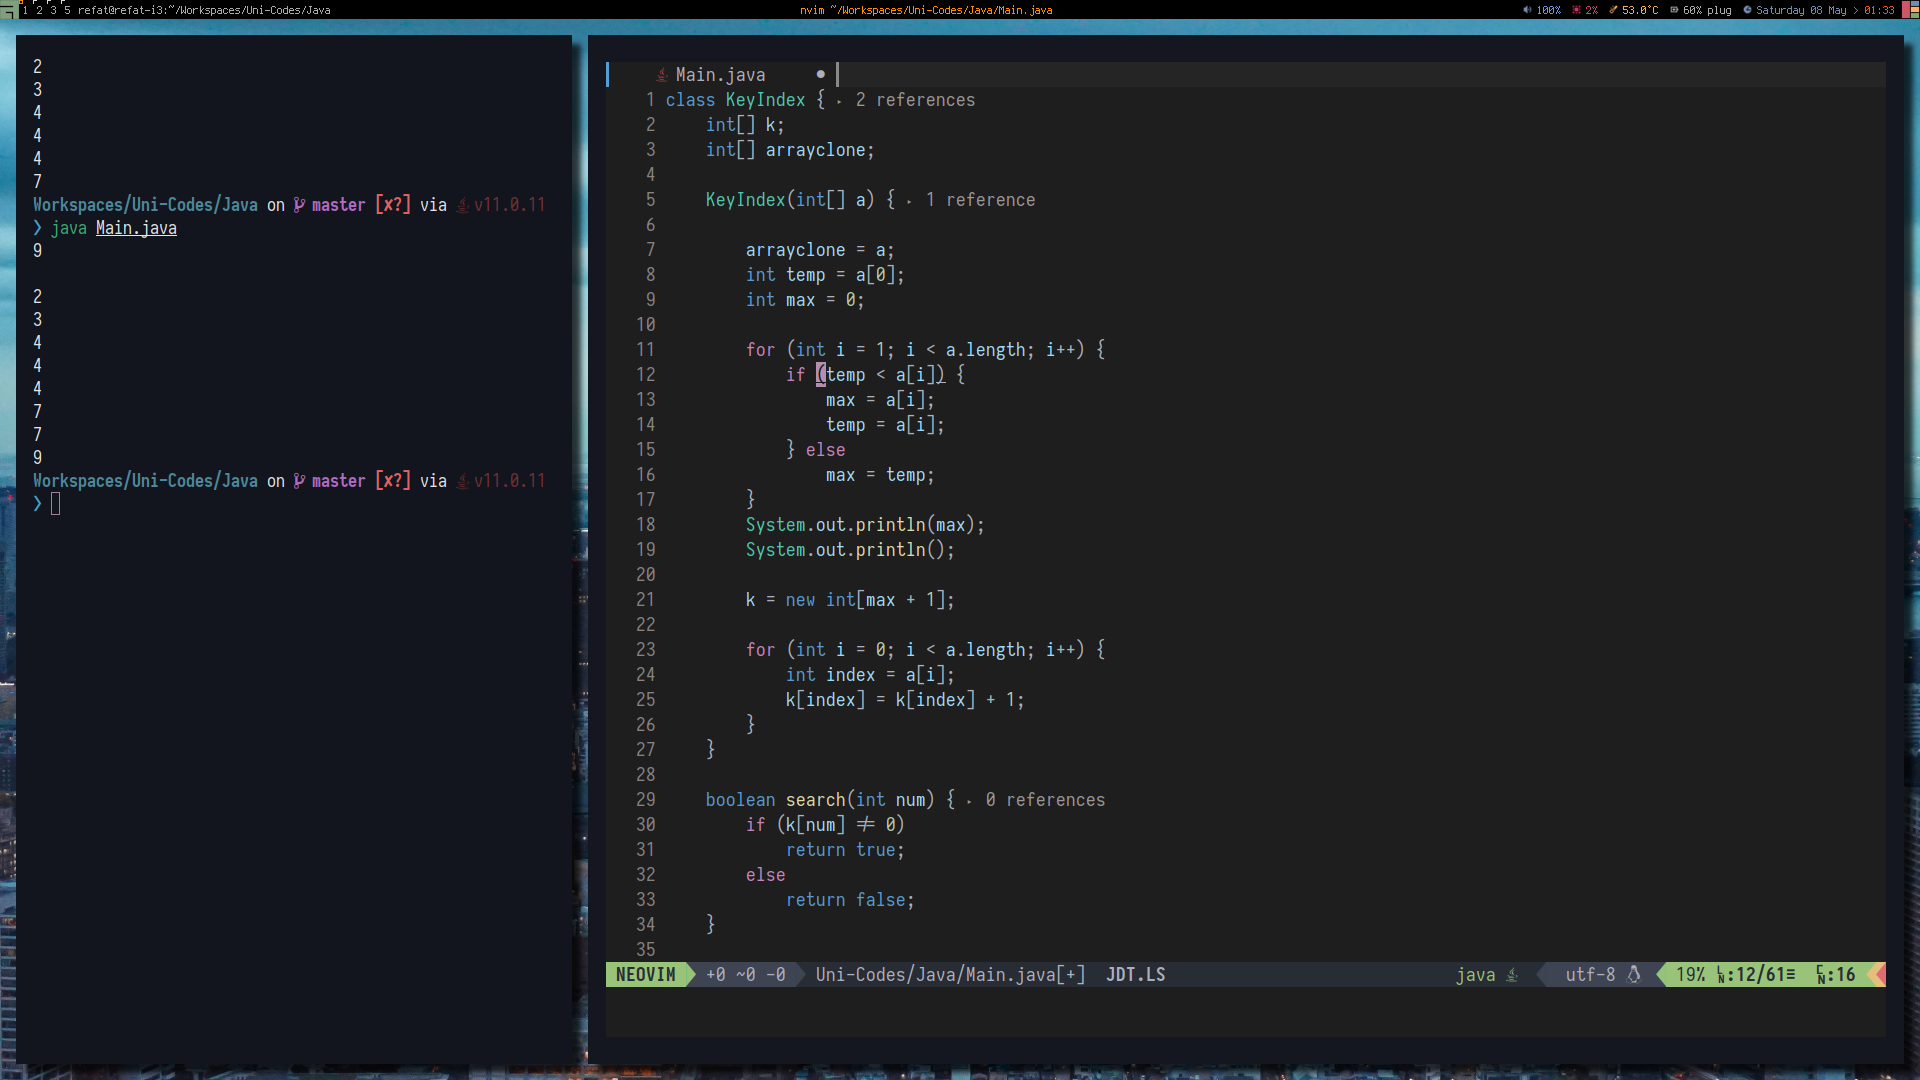 1 2 3 5 refat@refat-i3:~/Workspaces/Uni-Codes/Java
nvim ~/Workspaces/Uni-Codes/Java/Main.java
100% 2% 53.0°C 60% plug Saturday 08 May > 01:33
2
3
4
4
4
7
Workspaces/Uni-Codes/Java on master [x?] via v11.0.11
❯ java Main.java
9
2
3
4
4
4
7
7
9
Workspaces/Uni-Codes/Java on master [x?] via v11.0.11
❯
Main.java ●
1 class KeyIndex { ▸ 2 references
2 int[] k;
3 int[] arrayclone;
4
5 KeyIndex(int[] a) { ▸ 1 reference
6
7 arrayclone = a;
8 int temp = a[0];
9 int max = 0;
10
11 for (int i = 1; i < a.length; i++) {
12 if (temp < a[i]) {
13 max = a[i];
14 temp = a[i];
15 } else
16 max = temp;
17 }
18 System.out.println(max);
19 System.out.println();
20
21 k = new int[max + 1];
22
23 for (int i = 0; i < a.length; i++) {
24 int index = a[i];
25 k[index] = k[index] + 1;
26 }
27 }
28
29 boolean search(int num) { ▸ 0 references
30 if (k[num] ≠ 0)
31 return true;
32 else
33 return false;
34 }
35
NEOVIM +0 ~0 -0 Uni-Codes/Java/Main.java[+] JDT.LS java utf-8 19% LN:12/61≡ CN:16